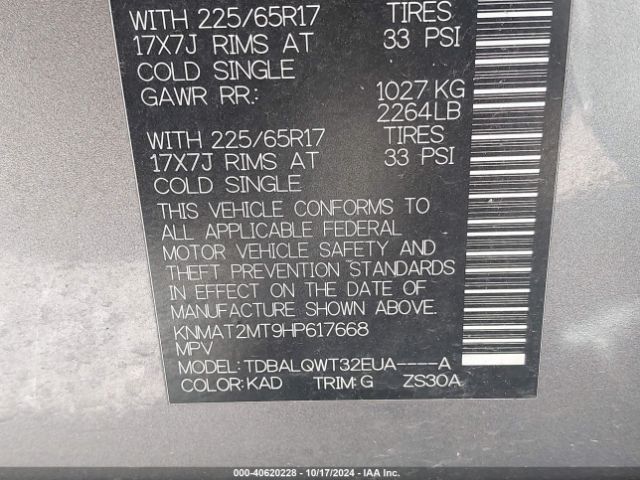 WITH 225/65R17 TIRES
17X7J RIMS AT 33 PSI
COLD SINGLE
GAWR RR: 1027 KG
2264LB
WITH 225/65R17 TIRES
17X7J RIMS AT 33 PSI
COLD SINGLE
THIS VEHICLE CONFORMS TO
ALL APPLICABLE FEDERAL
MOTOR VEHICLE SAFETY AND
THEFT PREVENTION STANDARDS
IN EFFECT ON THE DATE OF
MANUFACTURE SHOWN ABOVE.
KNMAT2MT9HP617668
MPV
MODEL: TDBALQWT32EUA----A
COLOR: KAD TRIM: G ZS30A
000-40620228 - 10/17/2024 - IAA